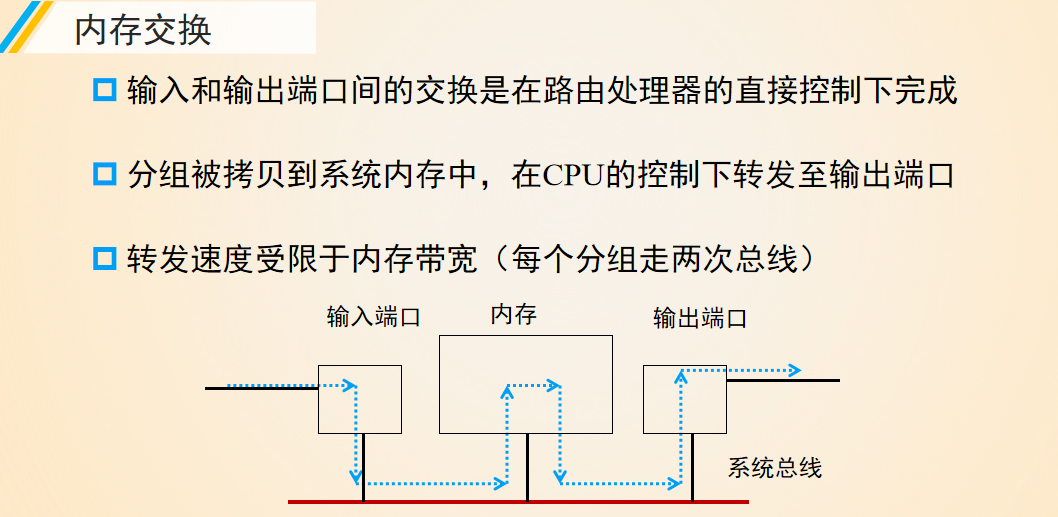 内存交换
输入和输出端口间的交换是在路由处理器的直接控制下完成
分组被拷贝到系统内存中，在CPU的控制下转发至输出端口
转发速度受限于内存带宽（每个分组走两次总线）
输入端口
内存
输出端口
系统总线